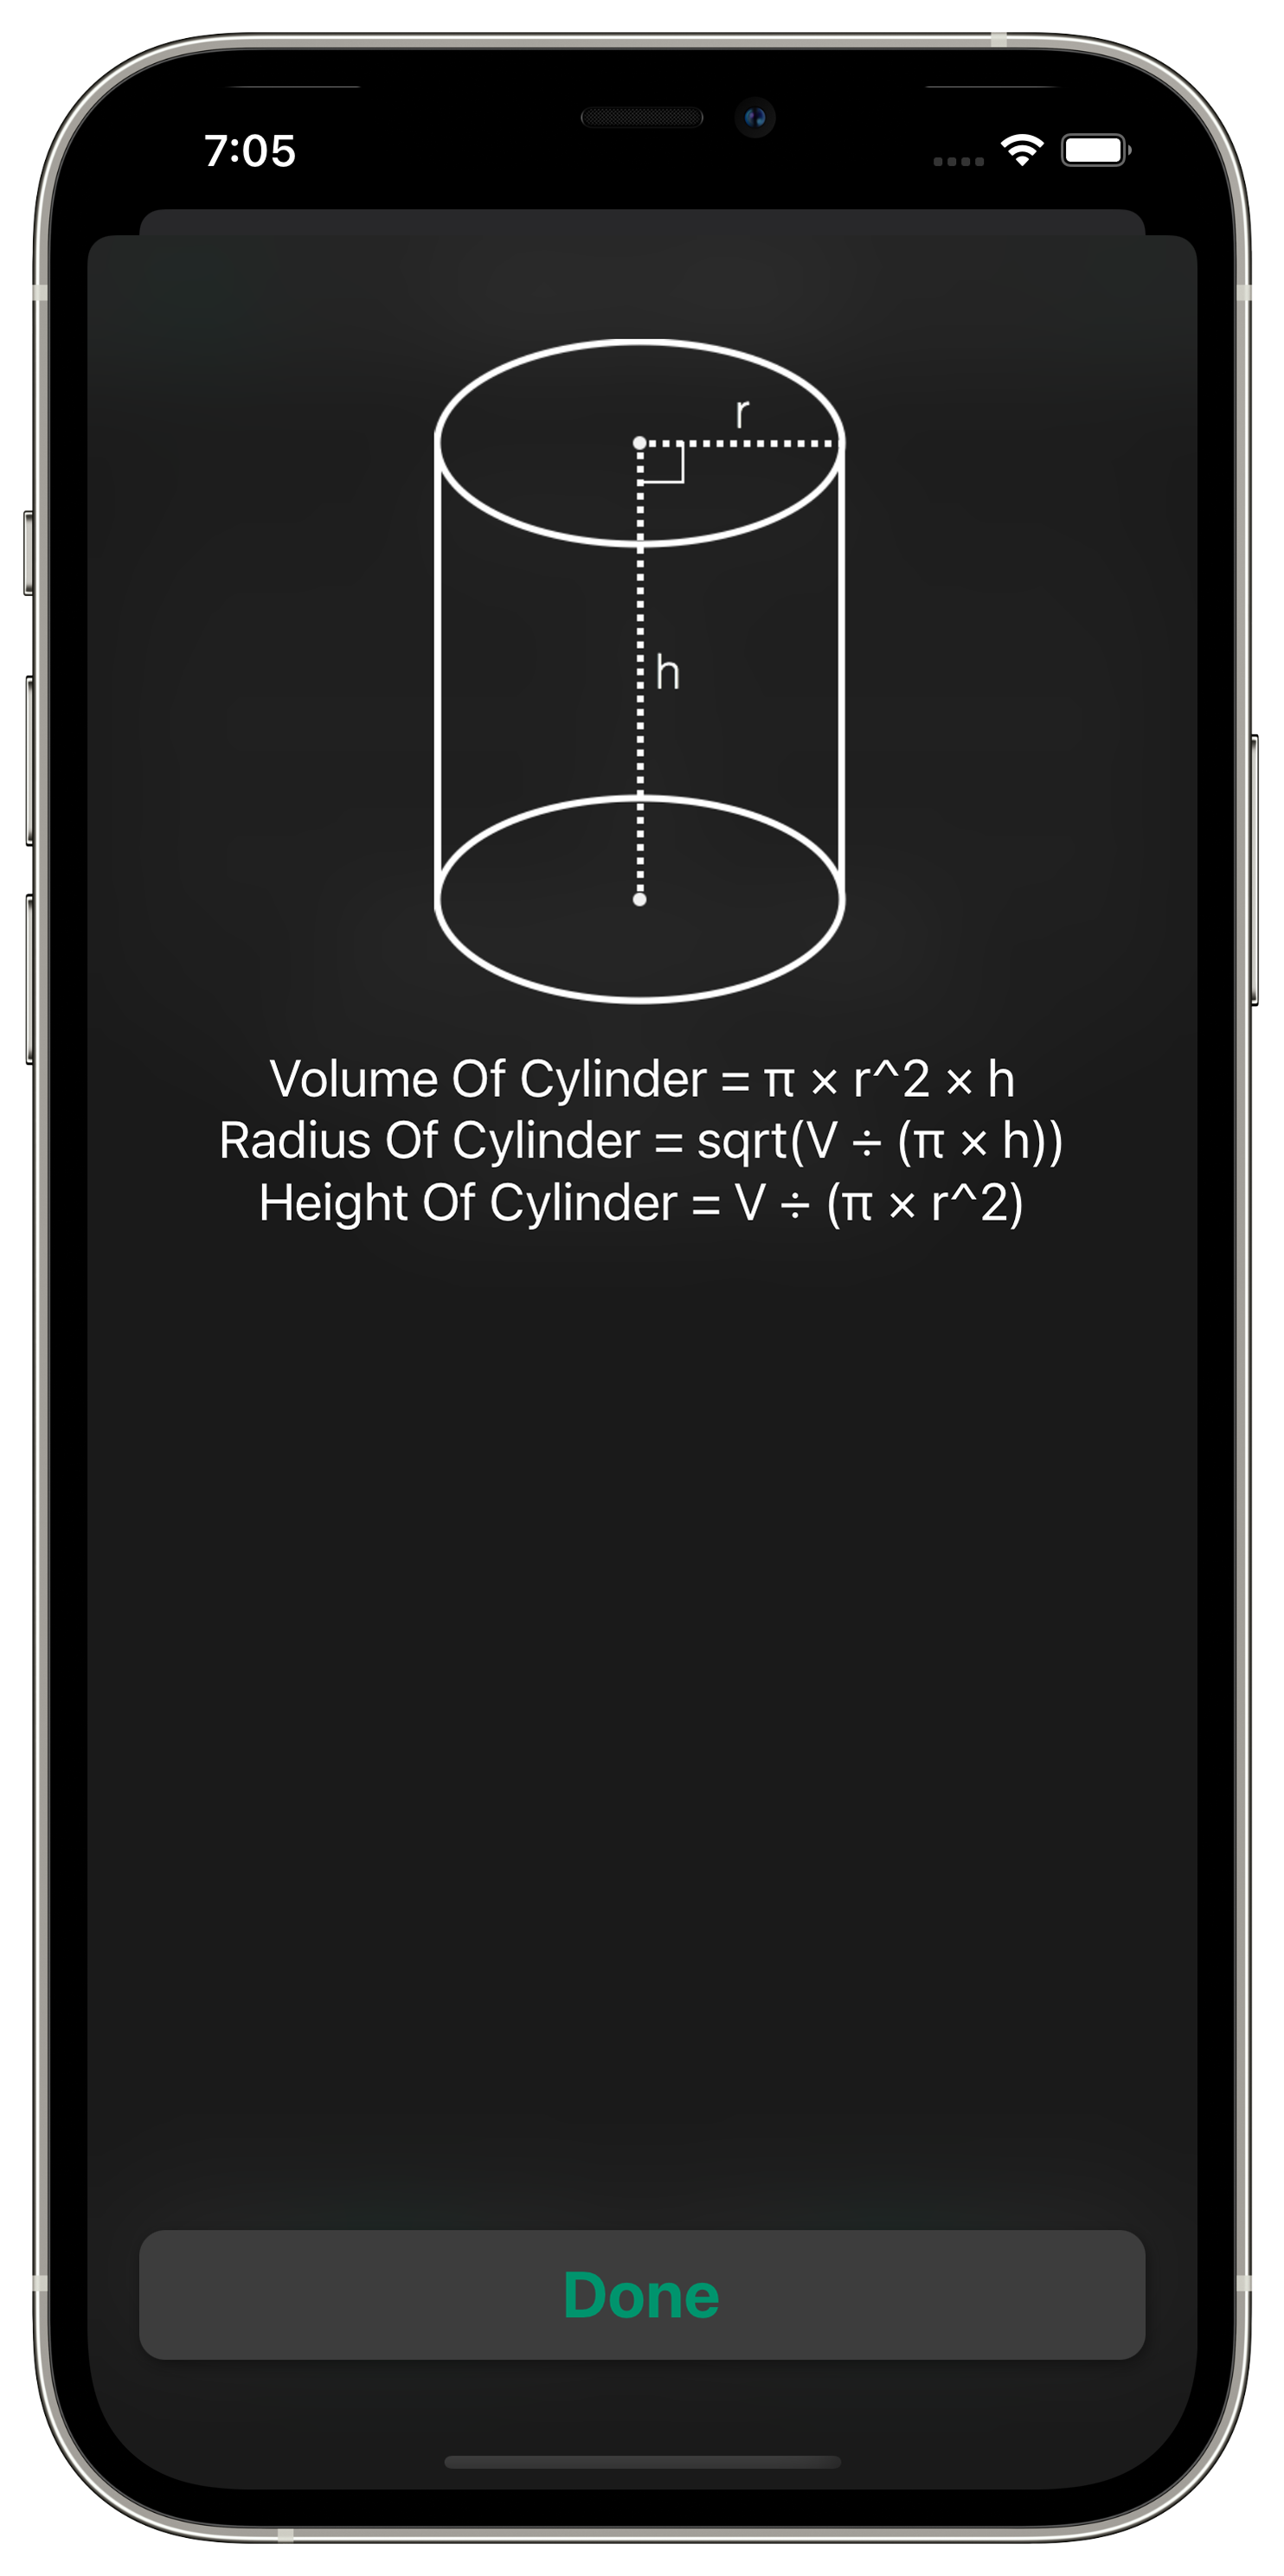 7:05
r
h
Volume Of Cylinder = π × r^2 × h
Radius Of Cylinder = sqrt(V ÷ (π × h))
Height Of Cylinder = V ÷ (π × r^2)
Done